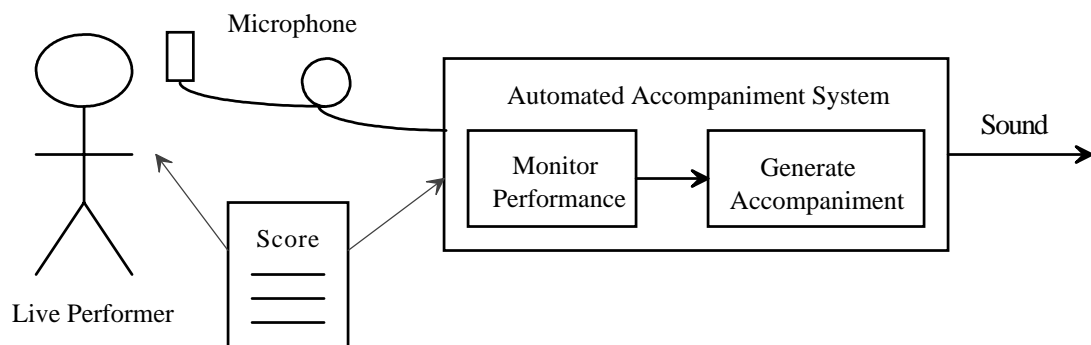 Microphone
Automated Accompaniment System
Sound
Monitor
Performance
Generate
Accompaniment
Score
Live Performer